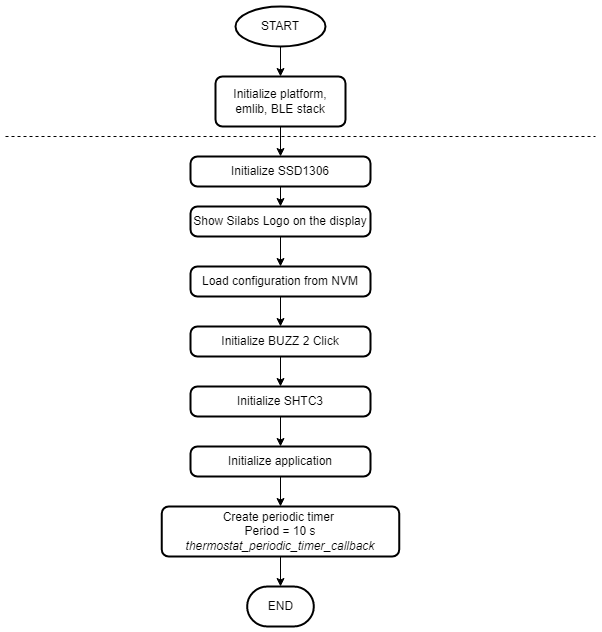 START
Initialize platform,
emlib, BLE stack
Initialize SSD1306
Show Silabs Logo on the display
Load configuration from NVM
Initialize BUZZ 2 Click
Initialize SHTC3
Initialize application
Create periodic timer
Period = 10 s
thermostat_periodic_timer_callback
END